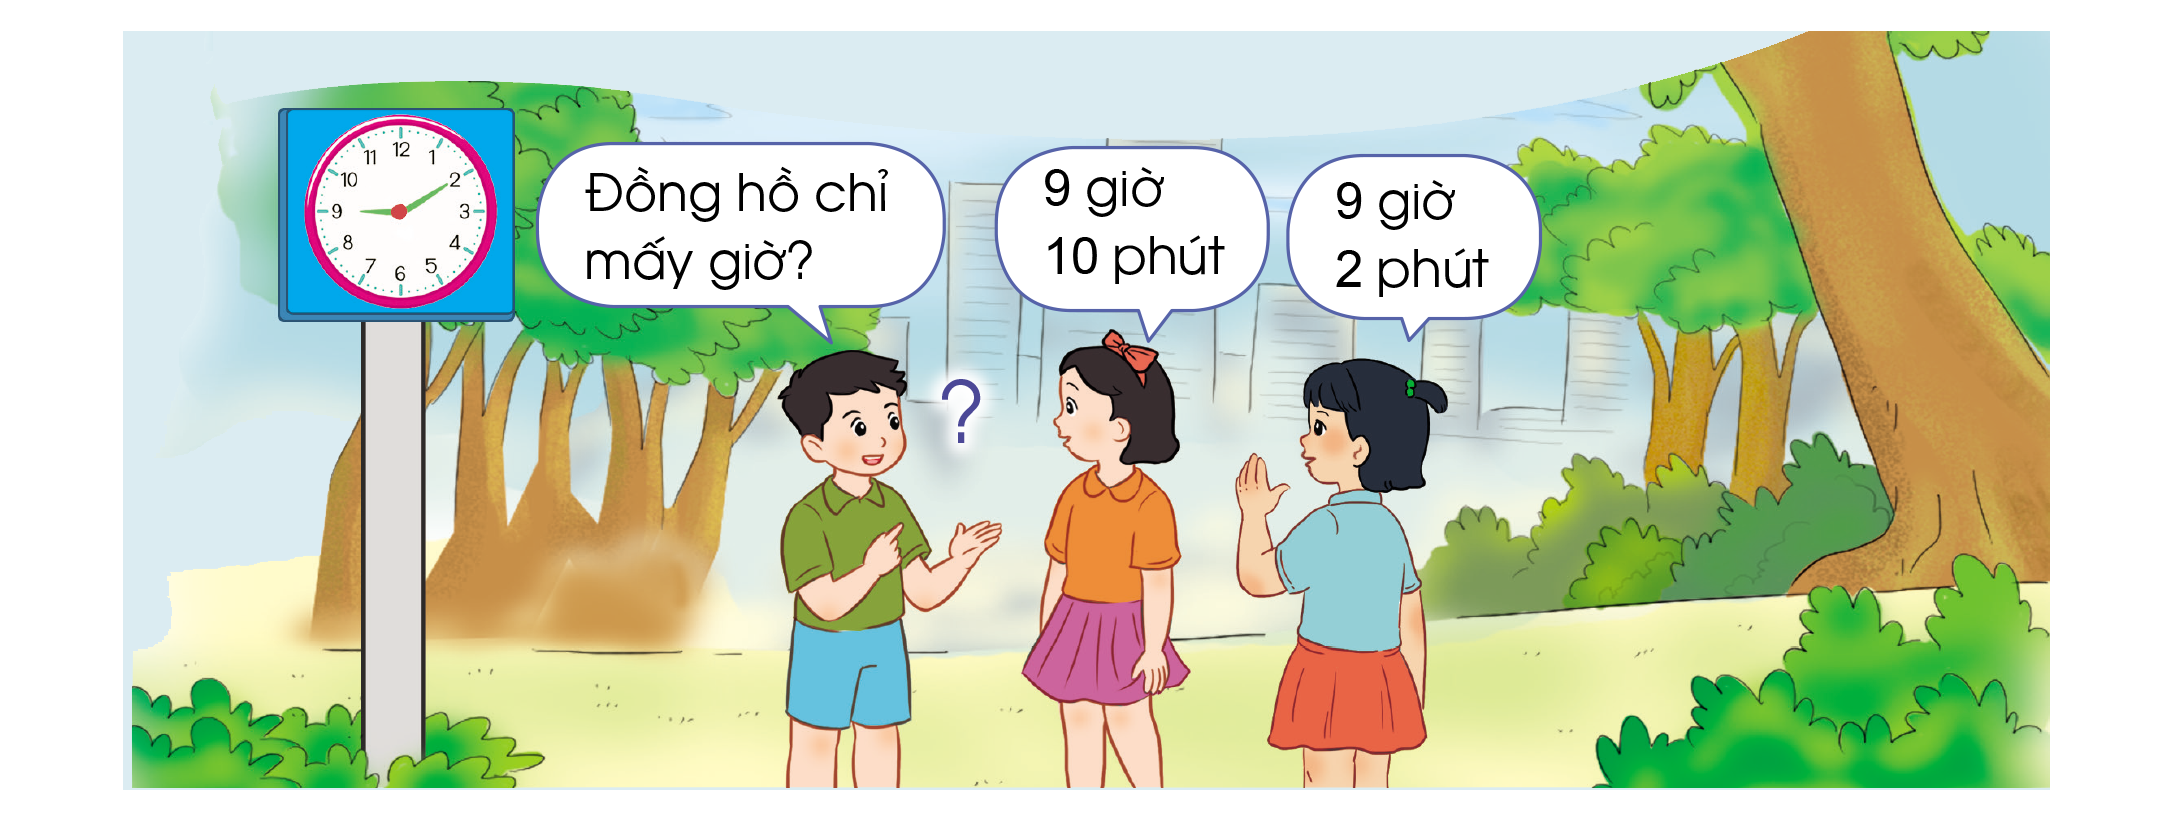 12
11 1
10 2
9 3
8 4
7 5
6
Đồng hồ chỉ
mấy giờ?
9 giờ
10 phút
9 giờ
2 phút
?